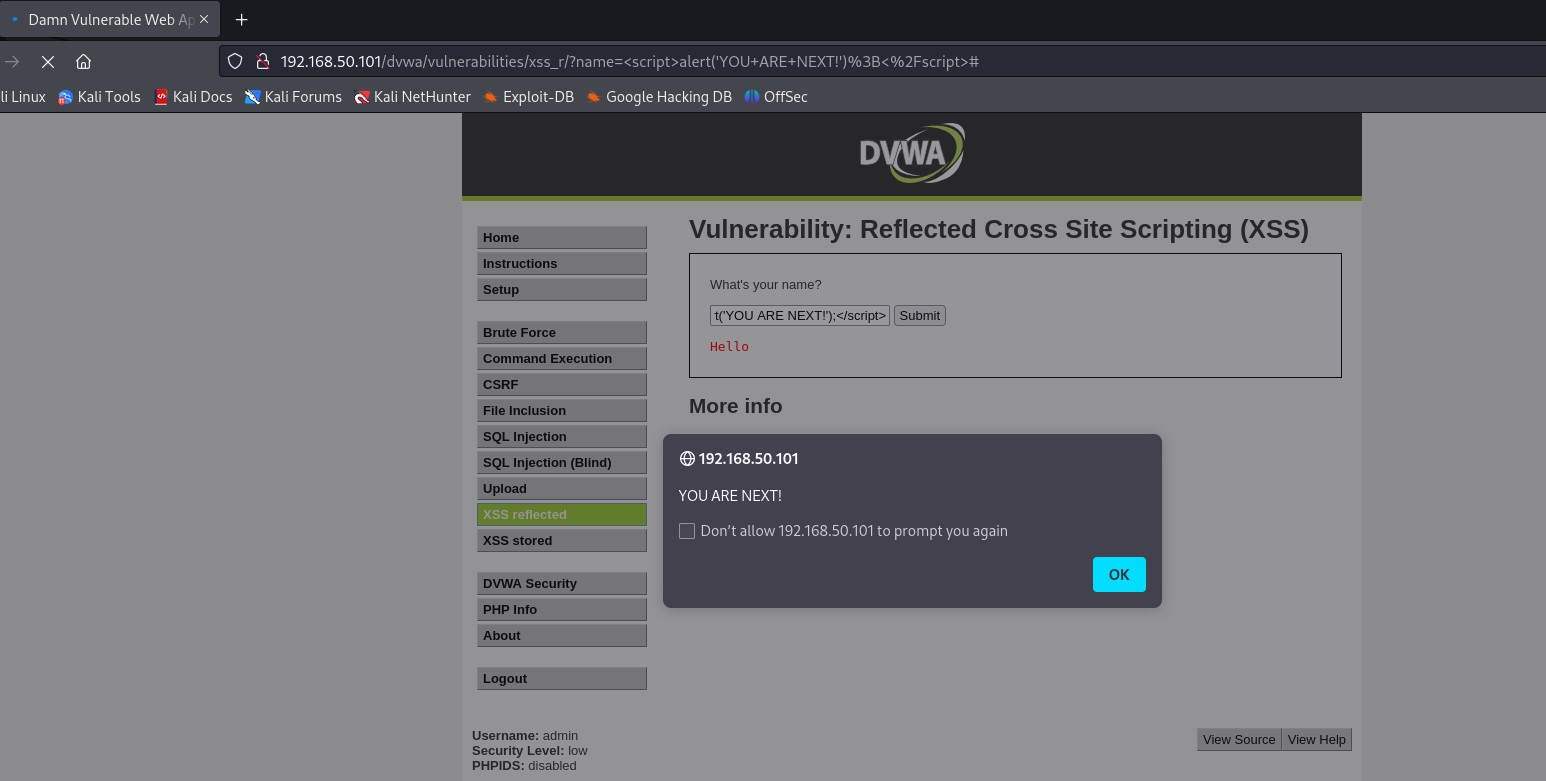 Damn Vulnerable Web Ap
192.168.50.101/dvwa/vulnerabilities/xss_r/?name=<script>alert('YOU+ARE+NEXT!')%3B<%2Fscript>#
li Linux Kali Tools Kali Docs Kali Forums Kali NetHunter Exploit-DB Google Hacking DB OffSec
DVWA
Home
Instructions
Setup
Brute Force
Command Execution
CSRF
File Inclusion
SQL Injection
SQL Injection (Blind)
Upload
XSS reflected
XSS stored
DVWA Security
PHP Info
About
Logout
Vulnerability: Reflected Cross Site Scripting (XSS)
What's your name?
t('YOU ARE NEXT!');</script> Submit
Hello
More info
192.168.50.101
YOU ARE NEXT!
Don't allow 192.168.50.101 to prompt you again
OK
Username: admin
Security Level: low
PHPIDS: disabled
View Source View Help